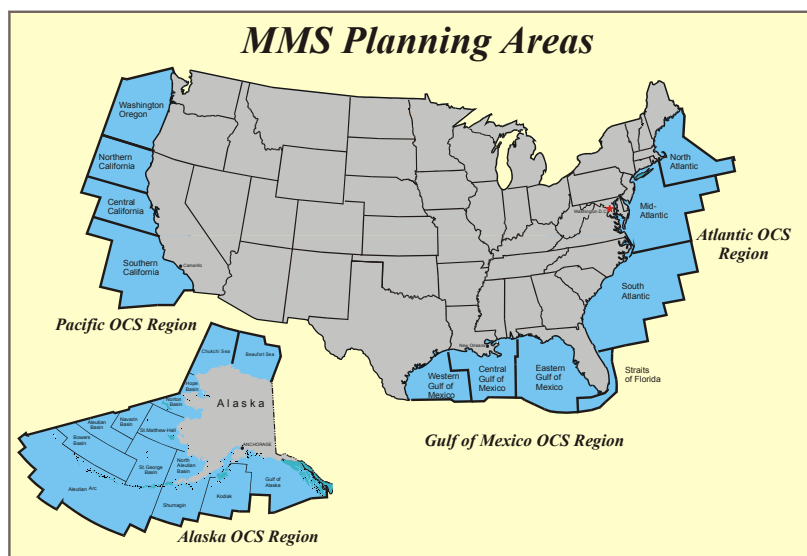 MMS Planning Areas
Washington
Oregon
Northern
California
Central
California
Southern
California
Camarillo
Pacific OCS Region
North
Atlantic
Washington D.C.
Mid-
Atlantic
Atlantic OCS
Region
South
Atlantic
New Orleans
Western
Gulf of
Mexico
Central
Gulf of
Mexico
Eastern
Gulf of
Mexico
Straits
of Florida
Gulf of Mexico OCS Region
Chukchi Sea
Beaufort Sea
Hope
Basin
Norton
Basin
Alaska
Navarin
Basin
Aleutian
Basin
Bowers
Basin
St.Matthew-Hall
ANCHORAGE
St.George
Basin
North
Aleutian
Basin
Aleutian Arc
Shumagin
Kodiak
Gulf of
Alaska
Alaska OCS Region